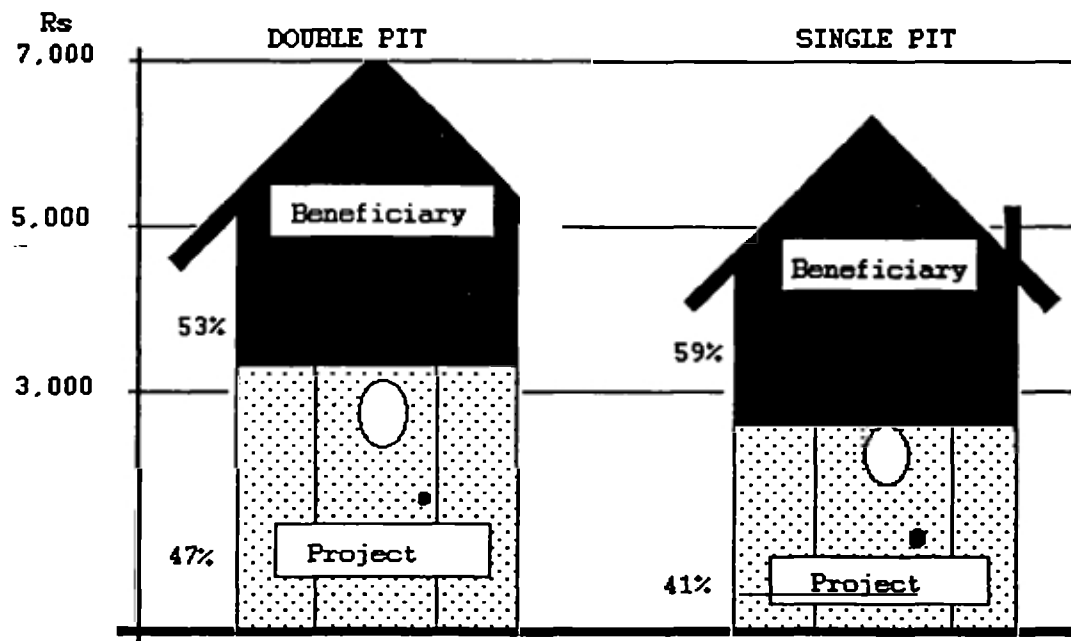 Rs
7,000
DOUBLE PIT
SINGLE PIT
5,000
Beneficiary
Beneficiary
53%
59%
3,000
47%
Project
41%
Project